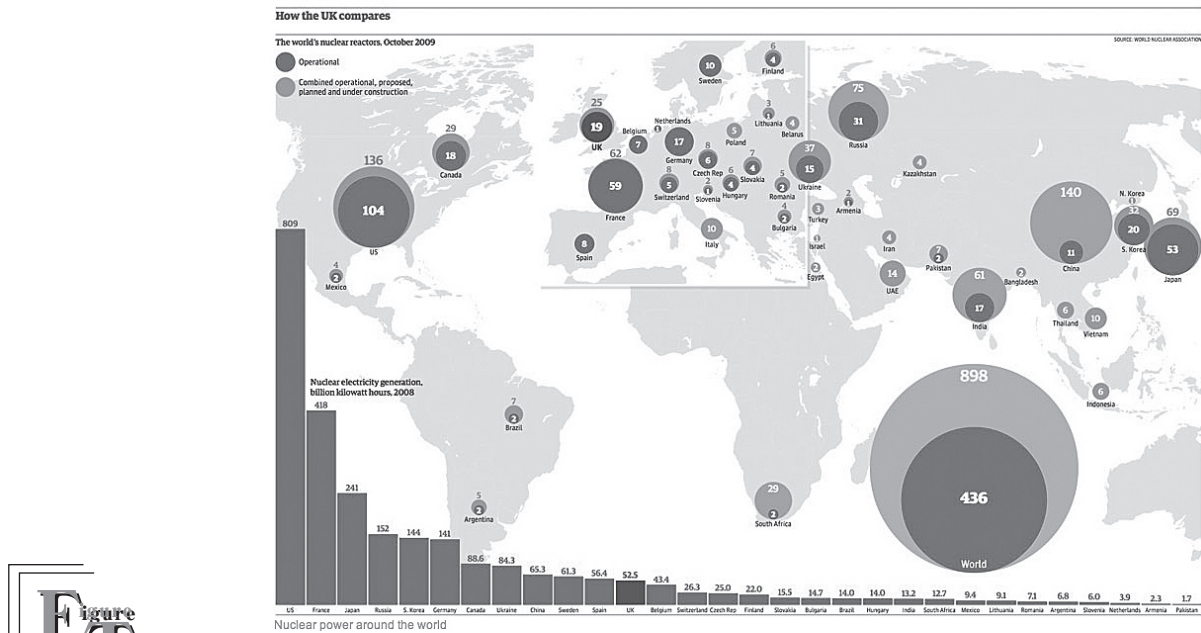 How the UK compares
The world's nuclear reactors, October 2009
SOURCE: WORLD NUCLEAR ASSOCIATION
Operational
Combined operational, proposed,
planned and under construction
136
104
US
29
18
Canada
4
2
Mexico
7
2
Brazil
5
2
Argentina
25
19
UK
Belgium
7
Netherlands
1
62
59
France
8
Spain
17
Germany
10
Sweden
6
4
Finland
3
1
Lithuania
4
Belarus
5
Poland
8
6
Czech Rep
8
5
Switzerland
2
1
Slovenia
6
4
Hungary
7
4
Slovakia
10
Italy
37
15
Ukraine
5
2
Romania
4
2
Bulgaria
75
31
Russia
4
Kazakhstan
2
1
Armenia
3
Turkey
1
Israel
2
Egypt
4
Iran
14
UAE
7
2
Pakistan
61
17
India
2
Bangladesh
140
11
China
N. Korea
1
32
20
S. Korea
69
53
Japan
6
Thailand
10
Vietnam
6
Indonesia
29
2
South Africa
898
436
World
Nuclear electricity generation,
billion kilowatt hours, 2008
809 418 241 152 144 141 88.6 84.3 65.3 61.3 56.4 52.5 43.4 26.3 25.0 22.0 15.5 14.7 14.0 14.0 13.2 12.7 9.4 9.1 7.1 6.8 6.0 3.9 2.3 1.7
US France Japan Russia S. Korea Germany Canada Ukraine China Sweden Spain UK Belgium Switzerland Czech Rep Finland Slovakia Bulgaria Brazil Hungary India South Africa Mexico Lithuania Romania Argentina Slovenia Netherlands Armenia Pakistan
Nuclear power around the world
Figure